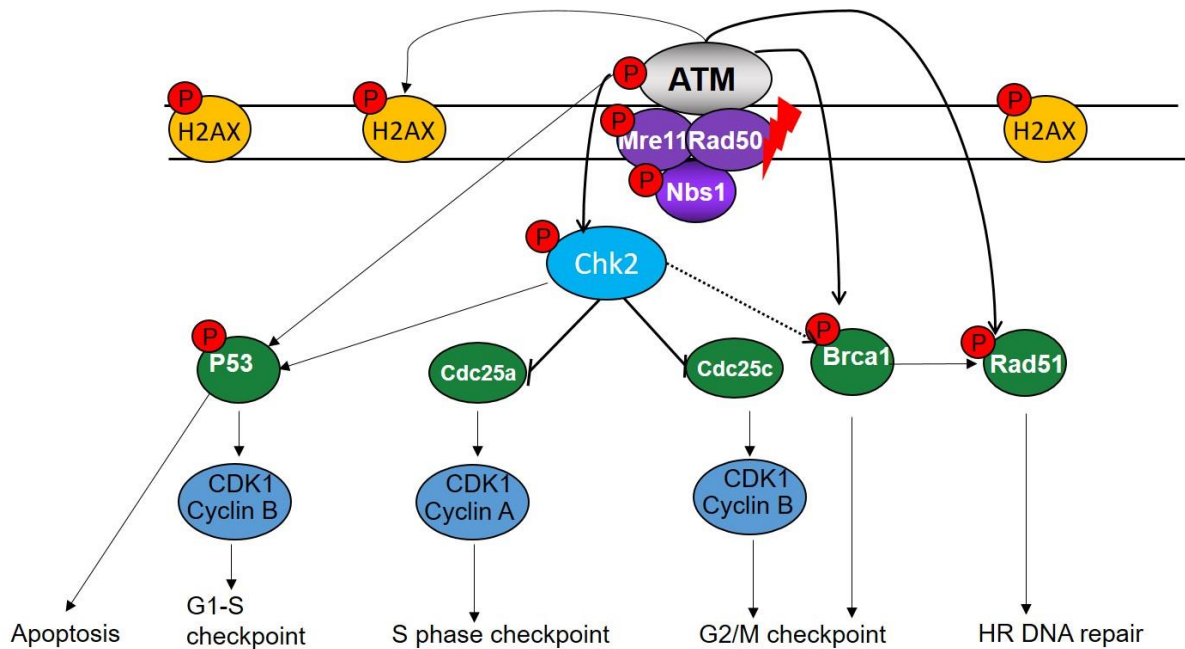 P
ATM
P
P
P
P
H2AX
H2AX
H2AX
P
Mre11
Rad50
P
Nbs1
P
Chk2
P
P53
Cdc25a
Cdc25c
P
Brca1
P
Rad51
CDK1
Cyclin B
CDK1
Cyclin A
CDK1
Cyclin B
Apoptosis
G1-S
checkpoint
S phase checkpoint
G2/M checkpoint
HR DNA repair